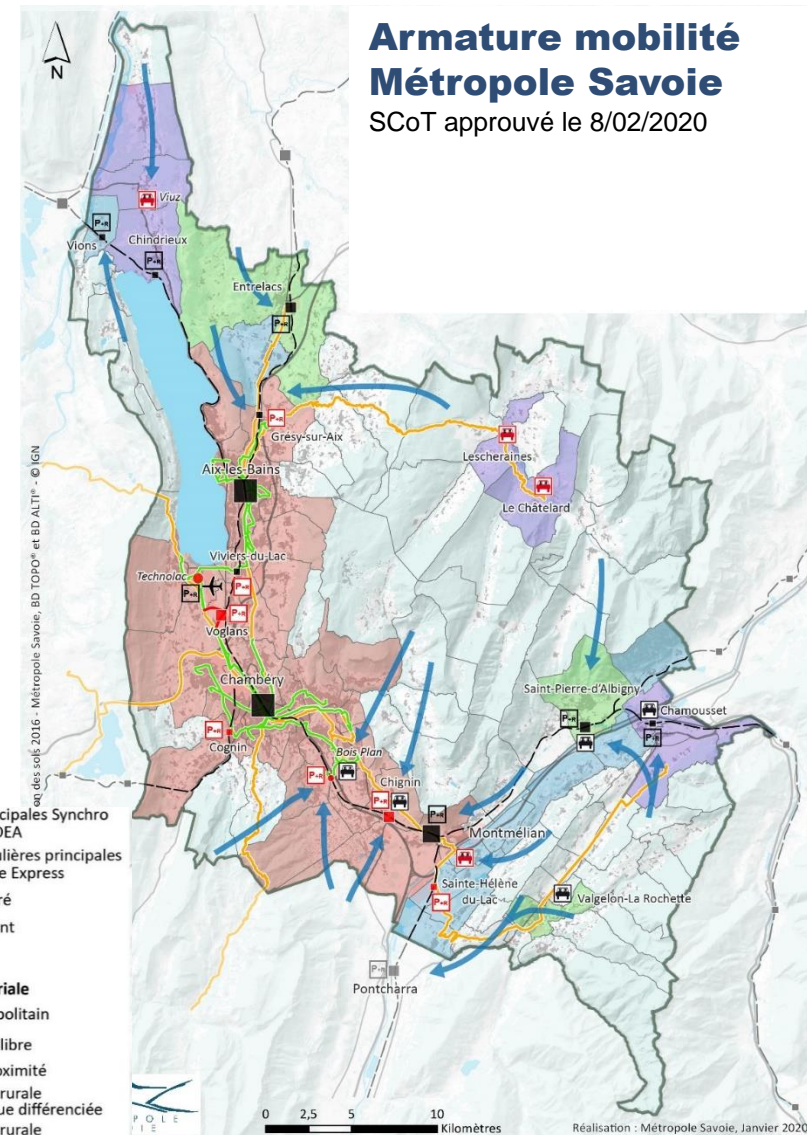 Armature mobilité
Métropole Savoie
SCoT approuvé le 8/02/2020
N
Viuz
P+R
Vions
Chindrieux
P+R
Entrelacs
P+R
P+R
Grésy-sur-Aix
Lescheraines
Aix-les-Bains
Le Châtelard
Viviers-du-Lac
Technolac
P+R
P+R
P+R
Voglans
Chambéry
Saint-Pierre-d'Albigny
Chamousset
P+R
P+R
P+R
Cognin
Bois Plan
P+R
Chignin
P+R
P+R
Montmélian
Sainte-Hélène
du-Lac
P+R
Valgelon-La Rochette
P+R
Pontcharra
on des sols 2016 - Métropole Savoie, BD TOPO® et BD ALTI® - © IGN
cipales Synchro
DEA
ulières principales
e Express
ré
nt
riale
politain
libre
oximité
rurale
ue différenciée
rurale
POLE
IE
0 2,5 5 10
Kilomètres
Réalisation : Métropole Savoie, Janvier 2020